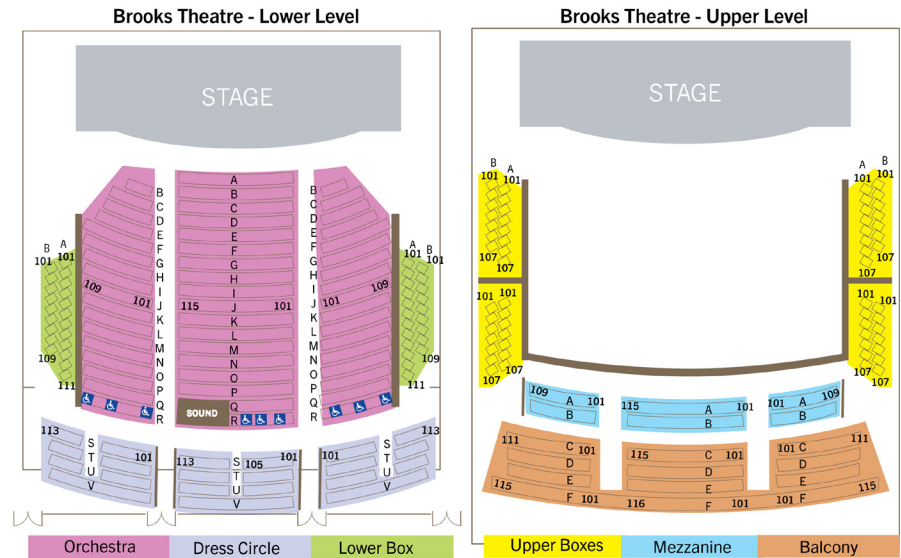 Brooks Theatre - Lower Level
STAGE
A
B
B
B
C
C
C
D
D
D
E
E
E
F
F
F
G
G
G
H
H
H
I
I
I
J
J
J
K
K
K
L
L
L
M
M
M
N
N
N
O
O
O
P
P
P
Q
Q
Q
R
R
R
109
101
115
101
101
109
B A
101 101
109
111
A B
101 101
109
111
SOUND
113
101
S
T
U
V
113
105
101
S
T
U
V
101
113
S
T
U
V
Orchestra
Dress Circle
Lower Box
Brooks Theatre - Upper Level
STAGE
B A
101 101
107 107
101 101
107 107
A B
101 101
107
101 101
107 107
109 A 101
B
115 A 101
B
101 A 109
B
111 C 101
D
E
115 F 101
115 C 101
D
E
116 F 101
101 C 111
D
E
101 F 115
Upper Boxes
Mezzanine
Balcony